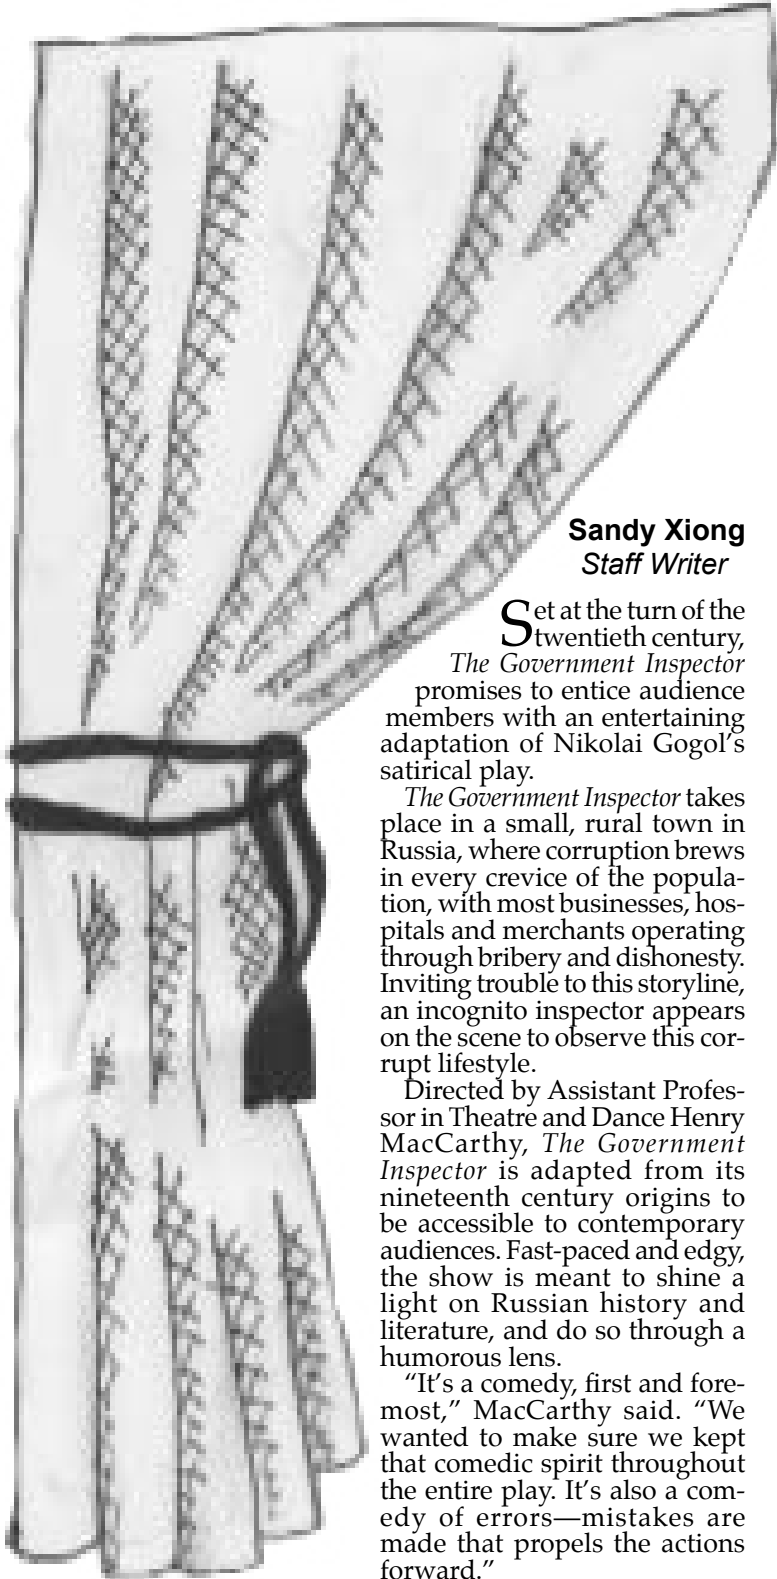 Sandy Xiong
Staff Writer
Set at the turn of the
twentieth century,
The Government Inspector
promises to entice audience
members with an entertaining
adaptation of Nikolai Gogol's
satirical play.
The Government Inspector takes
place in a small, rural town in
Russia, where corruption brews
in every crevice of the popula-
tion, with most businesses, hos-
pitals and merchants operating
through bribery and dishonesty.
Inviting trouble to this storyline,
an incognito inspector appears
on the scene to observe this cor-
rupt lifestyle.
Directed by Assistant Profes-
sor in Theatre and Dance Henry
MacCarthy, The Government
Inspector is adapted from its
nineteenth century origins to
be accessible to contemporary
audiences. Fast-paced and edgy,
the show is meant to shine a
light on Russian history and
literature, and do so through a
humorous lens.
“It’s a comedy, first and fore-
most,” MacCarthy said. “We
wanted to make sure we kept
that comedic spirit throughout
the entire play. It’s also a com-
edy of errors—mistakes are
made that propels the actions
forward.”